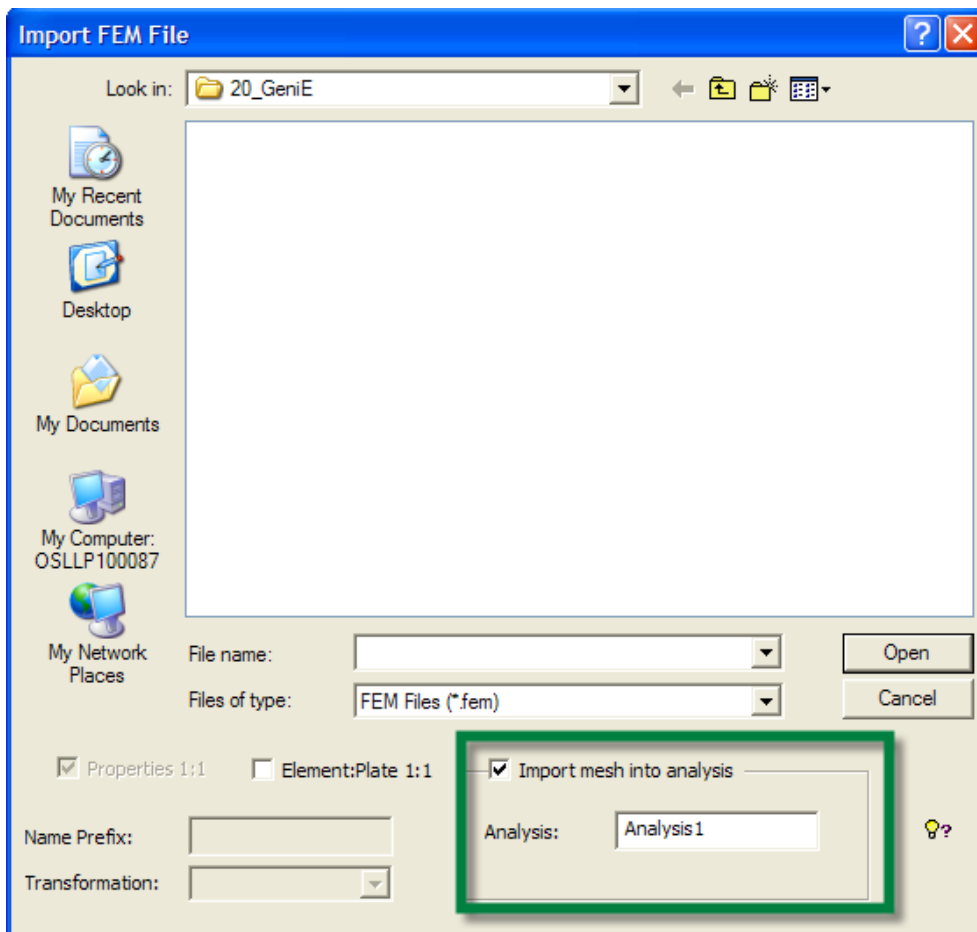 Import FEM File
Look in:
20_GeniE
My Recent
Documents
Desktop
My Documents
My Computer:
OSLLP100087
My Network
Places
File name:
Open
Files of type:
FEM Files (*.fem)
Cancel
Properties 1:1
Element:Plate 1:1
Import mesh into analysis
Name Prefix:
Analysis:
Analysis1
Transformation: